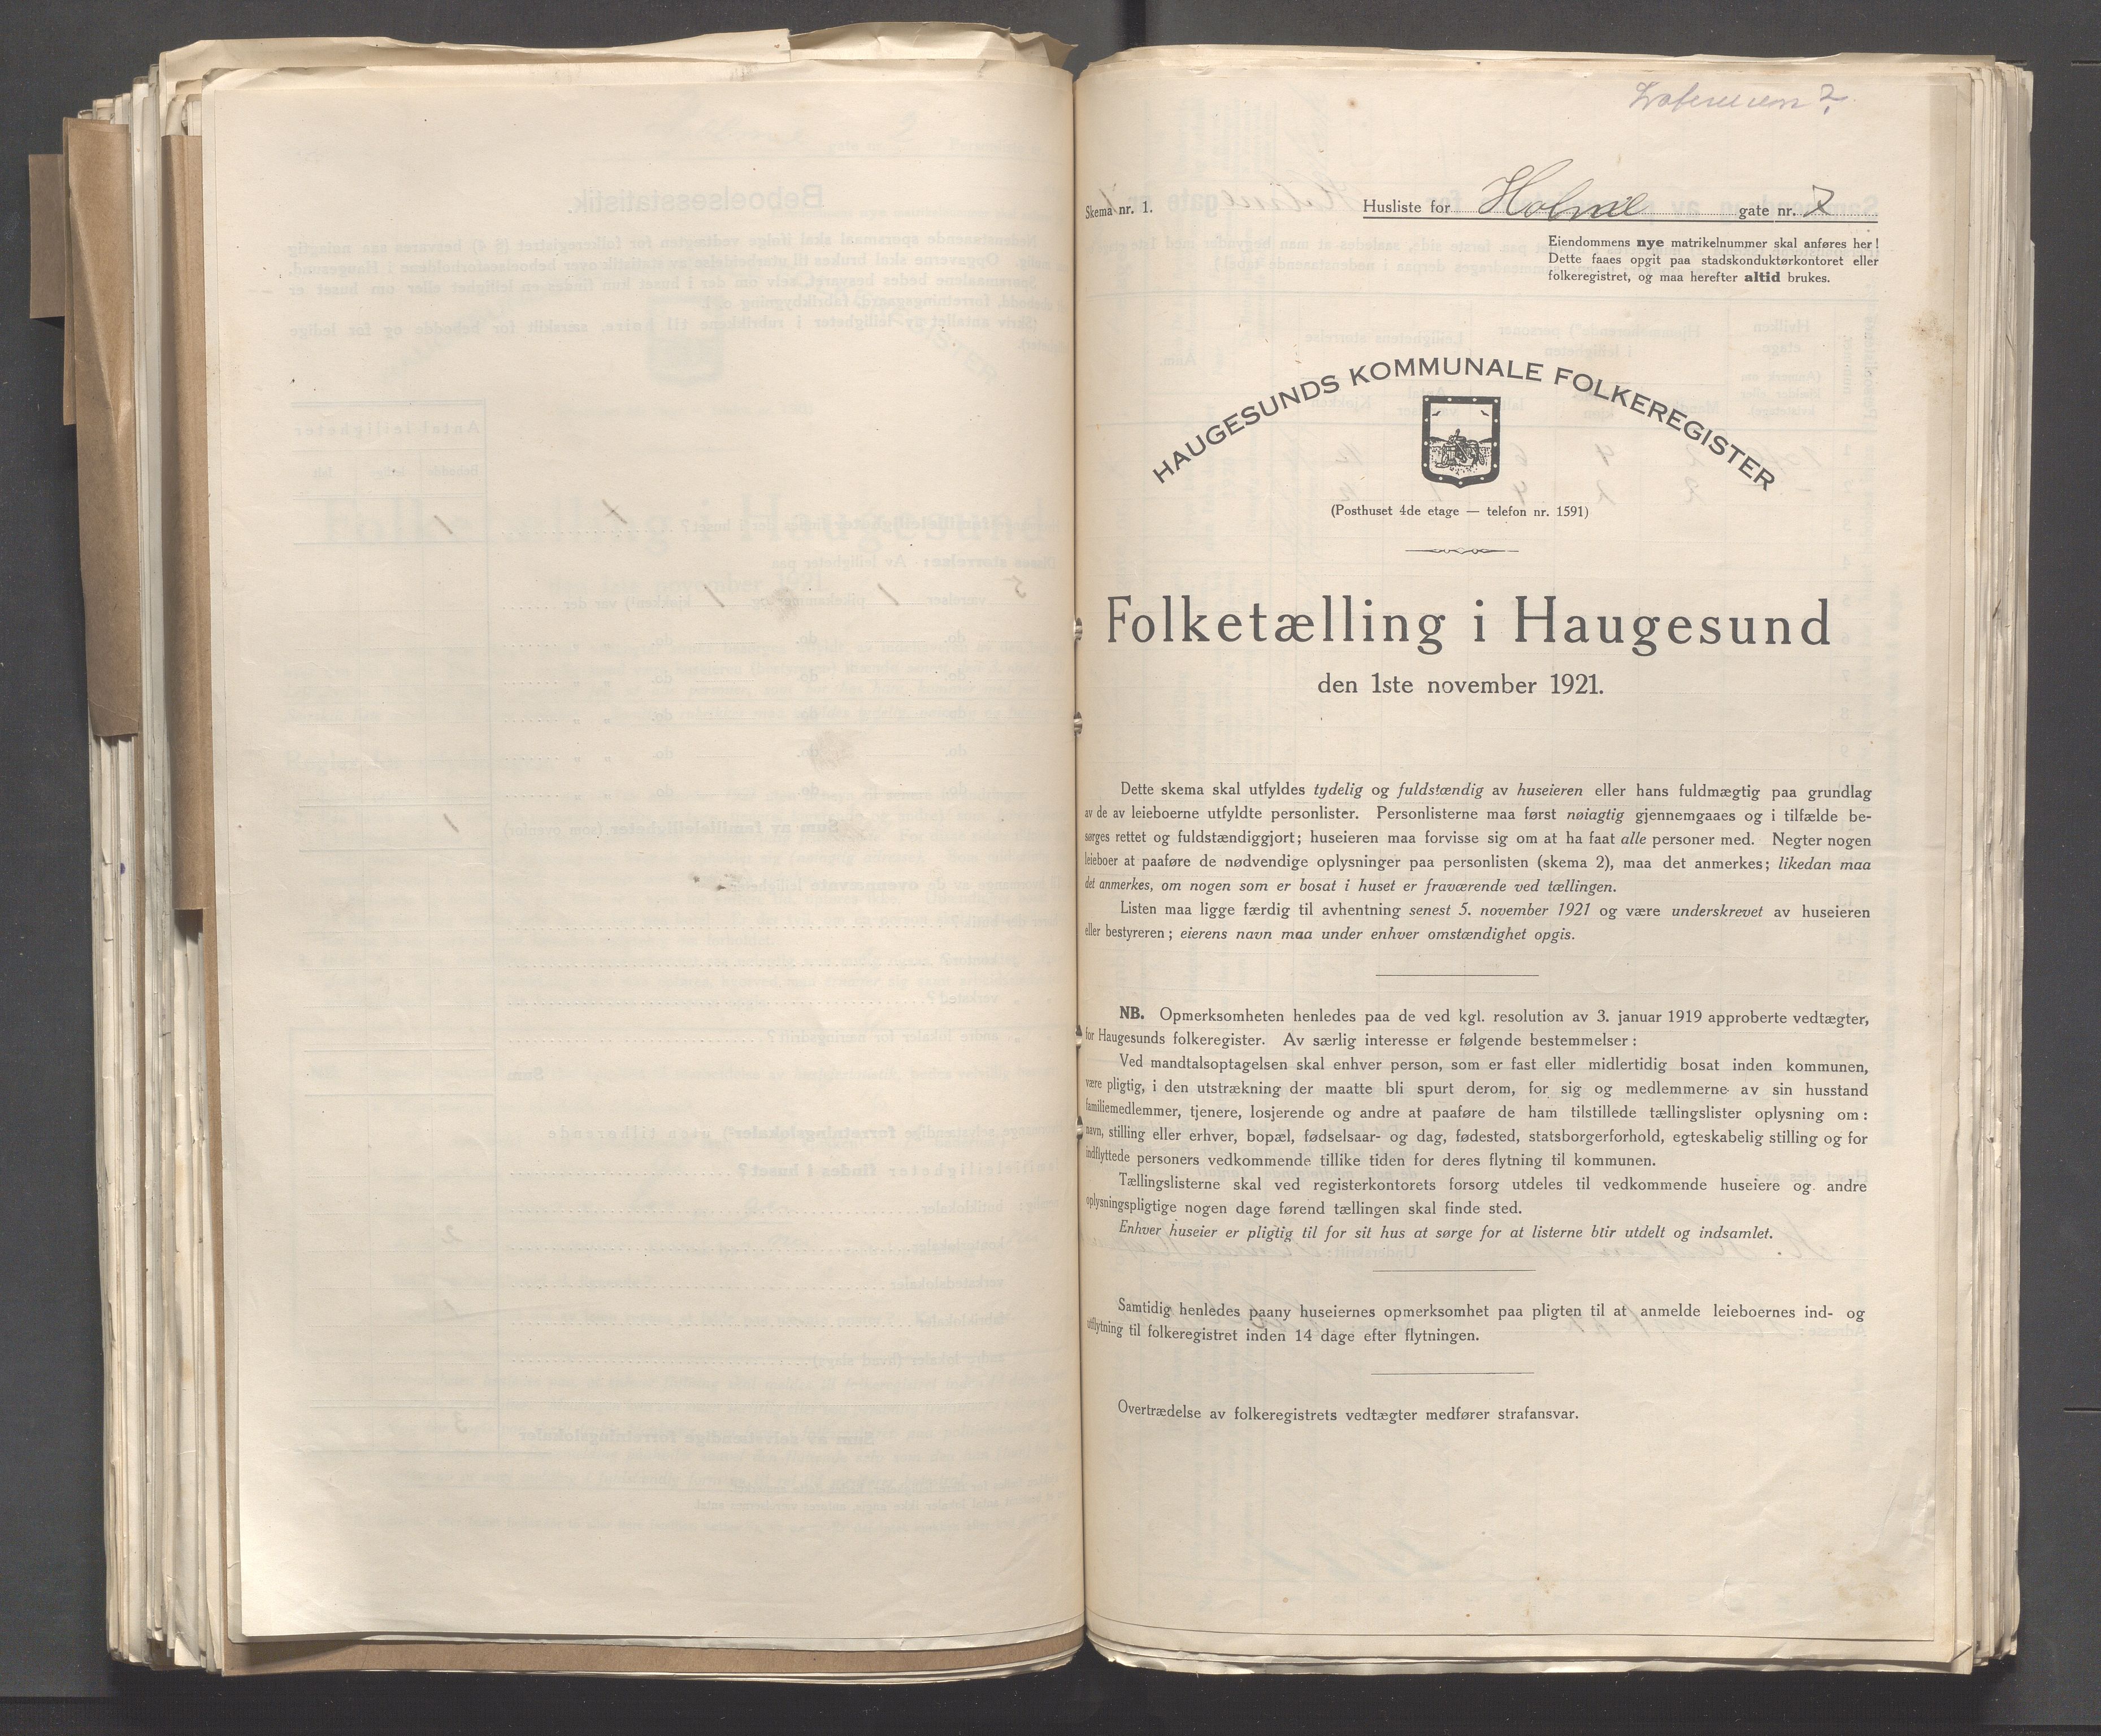 Skema nr. 1.
Husliste for Holme gate nr. 7
Eiendommens nye matrikelnummer skal anføres her!
Dette faaes opgit paa stadskonduktørkontoret eller
folkeregistret, og maa herefter altid brukes.
HAUGESUNDS KOMMUNALE FOLKEREGISTER
(Posthuset 4de etage — telefon nr. 1591)
Folketælling i Haugesund
den 1ste november 1921.
Dette skema skal utfyldes tydelig og fuldstændig av huseieren eller hans fuldmægtig paa grundlag
av de av leieboerne utfyldte personlister. Personlisterne maa først nøiagtig gjennemgaaes og i tilfælde be-
sørges rettet og fuldstændiggjort; huseieren maa forvisse sig om at ha faat alle personer med. Negter nogen
leieboer at paaføre de nødvendige oplysninger paa personlisten (skema 2), maa det anmerkes; likedan maa
det anmerkes, om nogen som er bosat i huset er fraværende ved tællingen.
Listen maa ligge færdig til avhentning senest 5. november 1921 og være underskrevet av huseieren
eller bestyreren; eierens navn maa under enhver omstændighet opgis.
NB. Opmerksomheten henledes paa de ved kgl. resolution av 3. januar 1919 approberte vedtægter,
for Haugesunds folkeregister. Av særlig interesse er følgende bestemmelser:
Ved mandtalsoptagelsen skal enhver person, som er fast eller midlertidig bosat inden kommunen,
være pligtig, i den utstrækning der maatte bli spurt derom, for sig og medlemmerne av sin husstand
familiemedlemmer, tjenere, losjerende og andre at paaføre de ham tilstillede tællingslister oplysning om:
navn, stilling eller erhver, bopæl, fødselsaar- og dag, fødested, statsborgerforhold, egteskabelig stilling og for
indflyttede personers vedkommende tillike tiden for deres flytning til kommunen.
Tællingslisterne skal ved registerkontorets forsorg utdeles til vedkommende huseiere og andre
oplysningspligtige nogen dage førend tællingen skal finde sted.
Enhver huseier er pligtig til for sit hus at sørge for at listerne blir utdelt og indsamlet.
Samtidig henledes paany huseiernes opmerksomhet paa pligten til at anmelde leieboernes ind- og
utflytning til folkeregistret inden 14 dage efter flytningen.
Overtrædelse av folkeregistrets vedtægter medfører strafansvar.